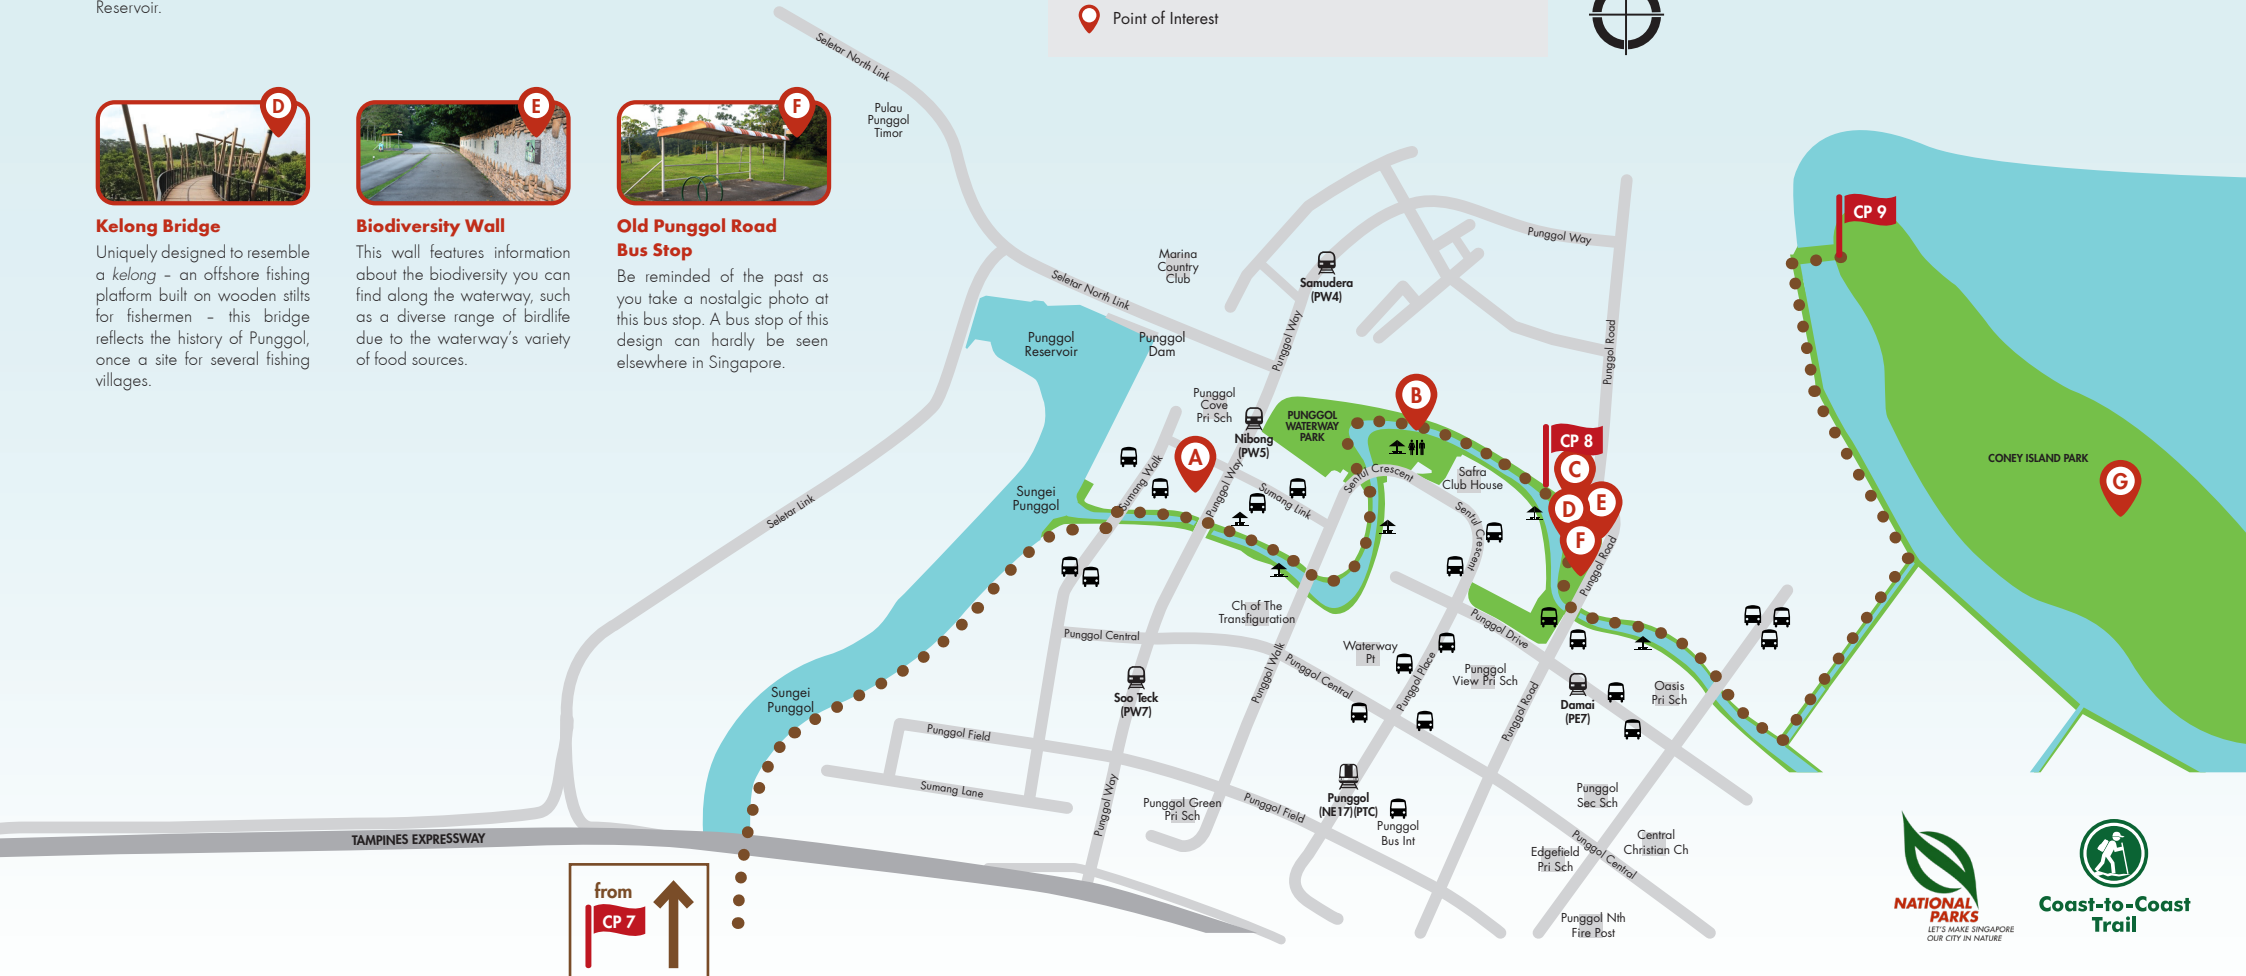 Reservoir.
Point of Interest
D
Kelong Bridge
Uniquely designed to resemble
a kelong – an offshore fishing
platform built on wooden stilts
for fishermen – this bridge
reflects the history of Punggol,
once a site for several fishing
villages.
E
Biodiversity Wall
This wall features information
about the biodiversity you can
find along the waterway, such
as a diverse range of birdlife
due to the waterway's variety
of food sources.
F
Old Punggol Road
Bus Stop
Be reminded of the past as
you take a nostalgic photo at
this bus stop. A bus stop of this
design can hardly be seen
elsewhere in Singapore.
Seletar North Link
Pulau
Punggol
Timor
Marina
Country
Club
Seletar North Link
Samudera
(PW4)
Punggol Way
Punggol Way
Punggol Road
CP 9
Punggol
Reservoir
Punggol
Dam
Punggol
Cove
Pri Sch
Nibong
(PW5)
PUNGGOL
WATERWAY
PARK
B
CP 8
C
D
E
F
A
Sumang Walk
Punggol Way
Sumang Link
Sentul Crescent
Safra
Club House
Sentul Crescent
Punggol Road
CONEY ISLAND PARK
G
Seletar Link
Sungei
Punggol
Ch of The
Transfiguration
Punggol Central
Punggol Walk
Punggol Central
Waterway
Pt
Punggol Place
Punggol Drive
Punggol
View Pri Sch
Punggol Road
Soo Teck
(PW7)
Damai
(PE7)
Oasis
Pri Sch
Sungei
Punggol
Punggol Field
Sumang Lane
Punggol Way
Punggol Green
Pri Sch
Punggol Field
Punggol
(NE17)(PTC)
Punggol
Bus Int
Punggol
Sec Sch
Punggol Central
Central
Christian Ch
Edgefield
Pri Sch
Punggol Nth
Fire Post
TAMPINES EXPRESSWAY
from
CP 7
NATIONAL
PARKS
LET'S MAKE SINGAPORE
OUR CITY IN NATURE
Coast-to-Coast
Trail